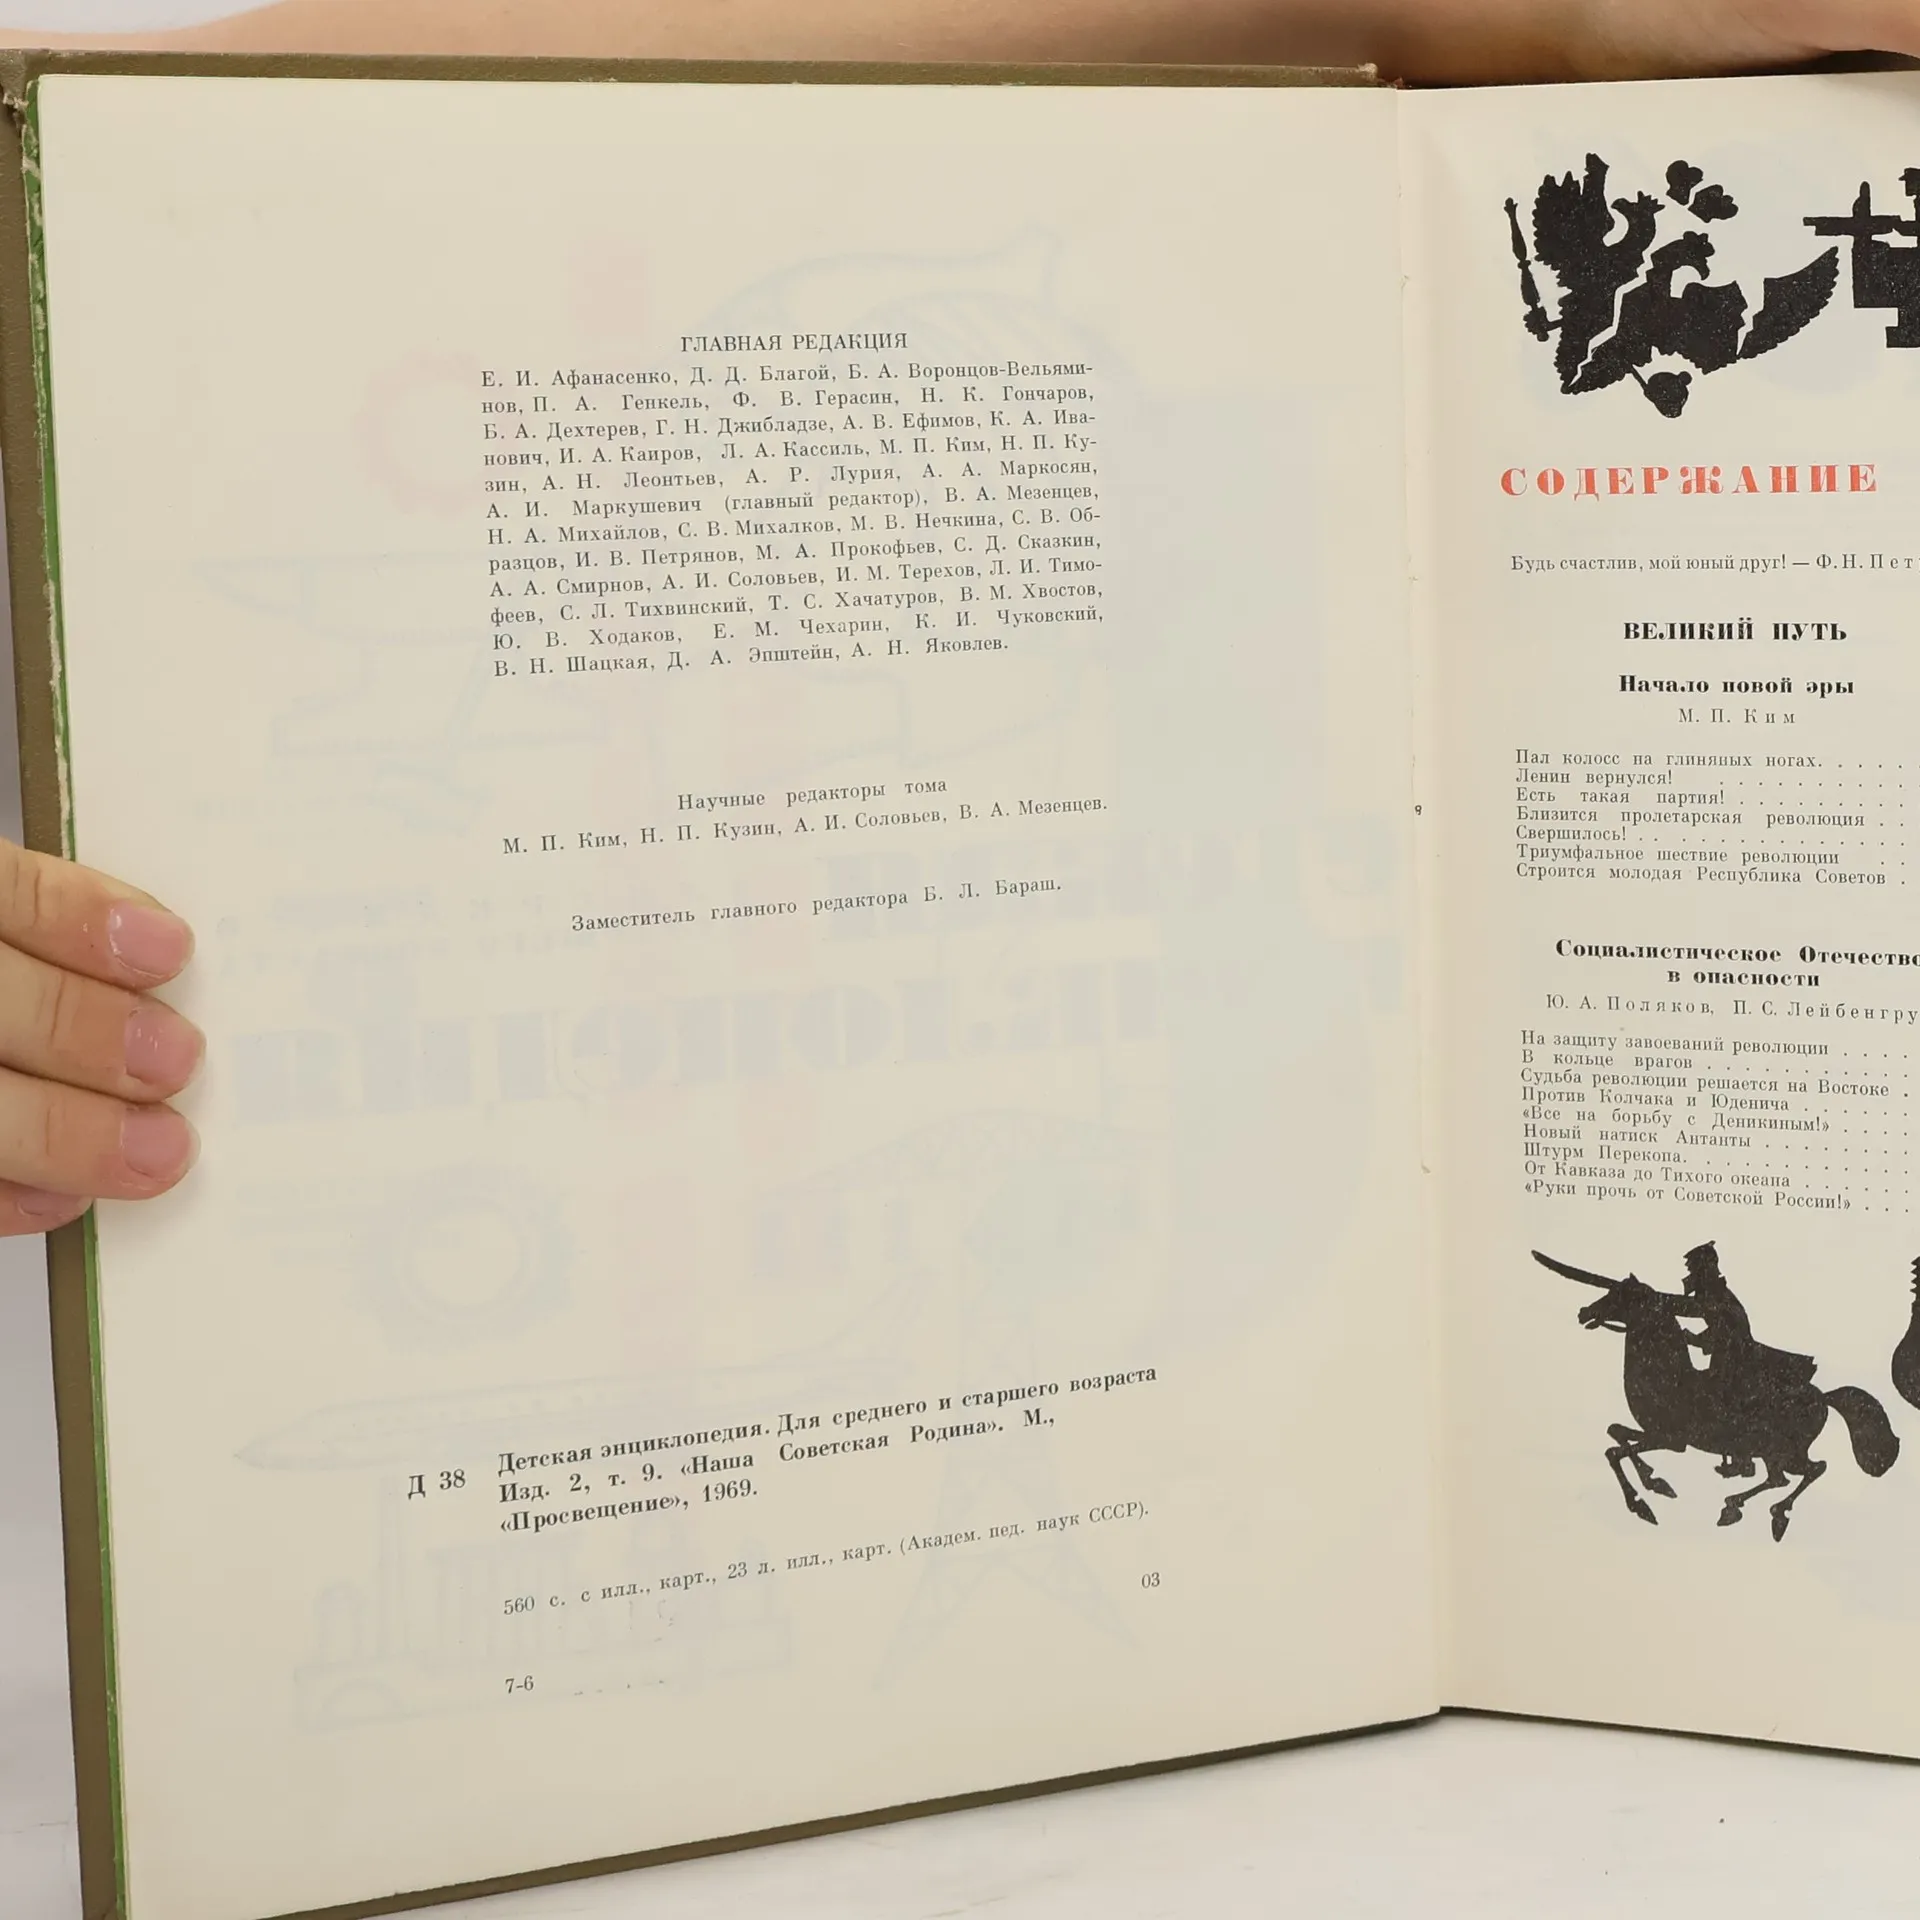 ГЛАВНАЯ РЕДАКЦИЯ
Е. И. Афанасенко, Д. Д. Благой, Б. А. Воронцов-Вельями-
нов, П. А. Генкель, Ф. В. Герасин, Н. К. Гончаров,
Б. А. Дехтерев, Г. Н. Джибладзе, А. В. Ефимов, К. А. Ива-
нович, И. А. Каиров, Л. А. Кассиль, М. П. Ким, Н. П. Ку-
зин, А. Н. Леонтьев, А. Р. Лурия, А. А. Маркосян,
А. И. Маркушевич (главный редактор), В. А. Мезенцев,
Н. А. Михайлов, С. В. Михалков, М. В. Нечкина, С. В. Об-
разцов, И. В. Петрянов, М. А. Прокофьев, С. Д. Сказкин,
А. А. Смирнов, А. И. Соловьев, И. М. Терехов, Л. И. Тимо-
феев, С. Л. Тихвинский, Т. С. Хачатуров, В. М. Хвостов,
Ю. В. Ходаков, Е. М. Чехарин, К. И. Чуковский,
В. Н. Шацкая, Д. А. Эпштейн, А. Н. Яковлев.
Научные редакторы тома
М. П. Ким, Н. П. Кузин, А. И. Соловьев, В. А. Мезенцев.
Заместитель главного редактора Б. Л. Бараш.
Д 38
Детская энциклопедия. Для среднего и старшего возраста
Изд. 2, т. 9. «Наша Советская Родина». М.,
«Просвещение», 1969.
560 с. с илл., карт., 23 л. илл., карт. (Академ. пед. наук СССР).
03
7-6
СОДЕРЖАНИЕ
Будь счастлив, мой юный друг! — Ф. Н. Пет
ВЕЛИКИЙ ПУТЬ
Начало новой эры
М. П. Ким
Пал колосс на глиняных ногах. . . . .
Ленин вернулся! . . . . . . . . . .
Есть такая партия! . . . . . . . . .
Близится пролетарская революция . .
Свершилось! . . . . . . . . . . . .
Триумфальное шествие революции . .
Строится молодая Республика Советов .
Социалистическое Отечество
в опасности
Ю. А. Поляков, П. С. Лейбенгру
На защиту завоеваний революции . . . .
В кольце врагов . . . . . . . . . . .
Судьба революции решается на Востоке .
Против Колчака и Юденича . . . . . .
«Все на борьбу с Деникиным!» . . . .
Новый натиск Антанты . . . . . . . .
Штурм Перекопа. . . . . . . . . . .
От Кавказа до Тихого океана . . . . . .
«Руки прочь от Советской России!» . . .